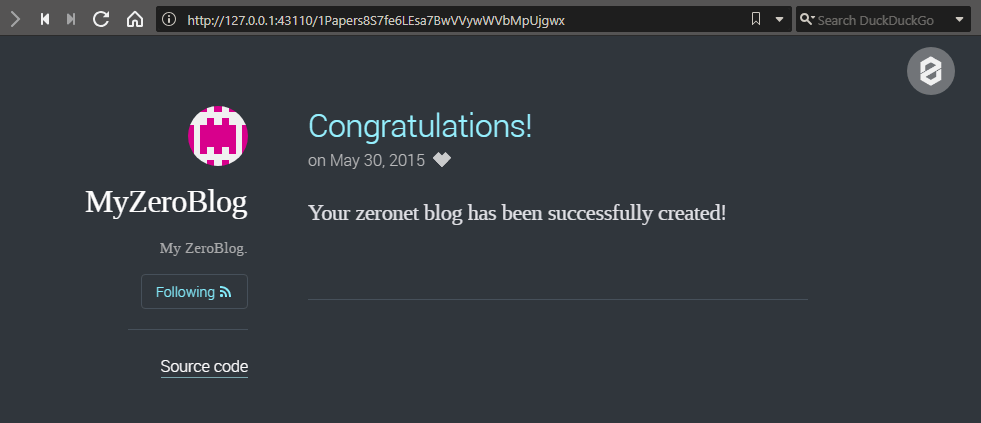 http://127.0.0.1:43110/1Papers8S7fe6LEsa7BwVVywWVbMpUjgwx
Search DuckDuckGo
Congratulations!
on May 30, 2015
MyZeroBlog
Your zeronet blog has been successfully created!
My ZeroBlog.
Following
Source code